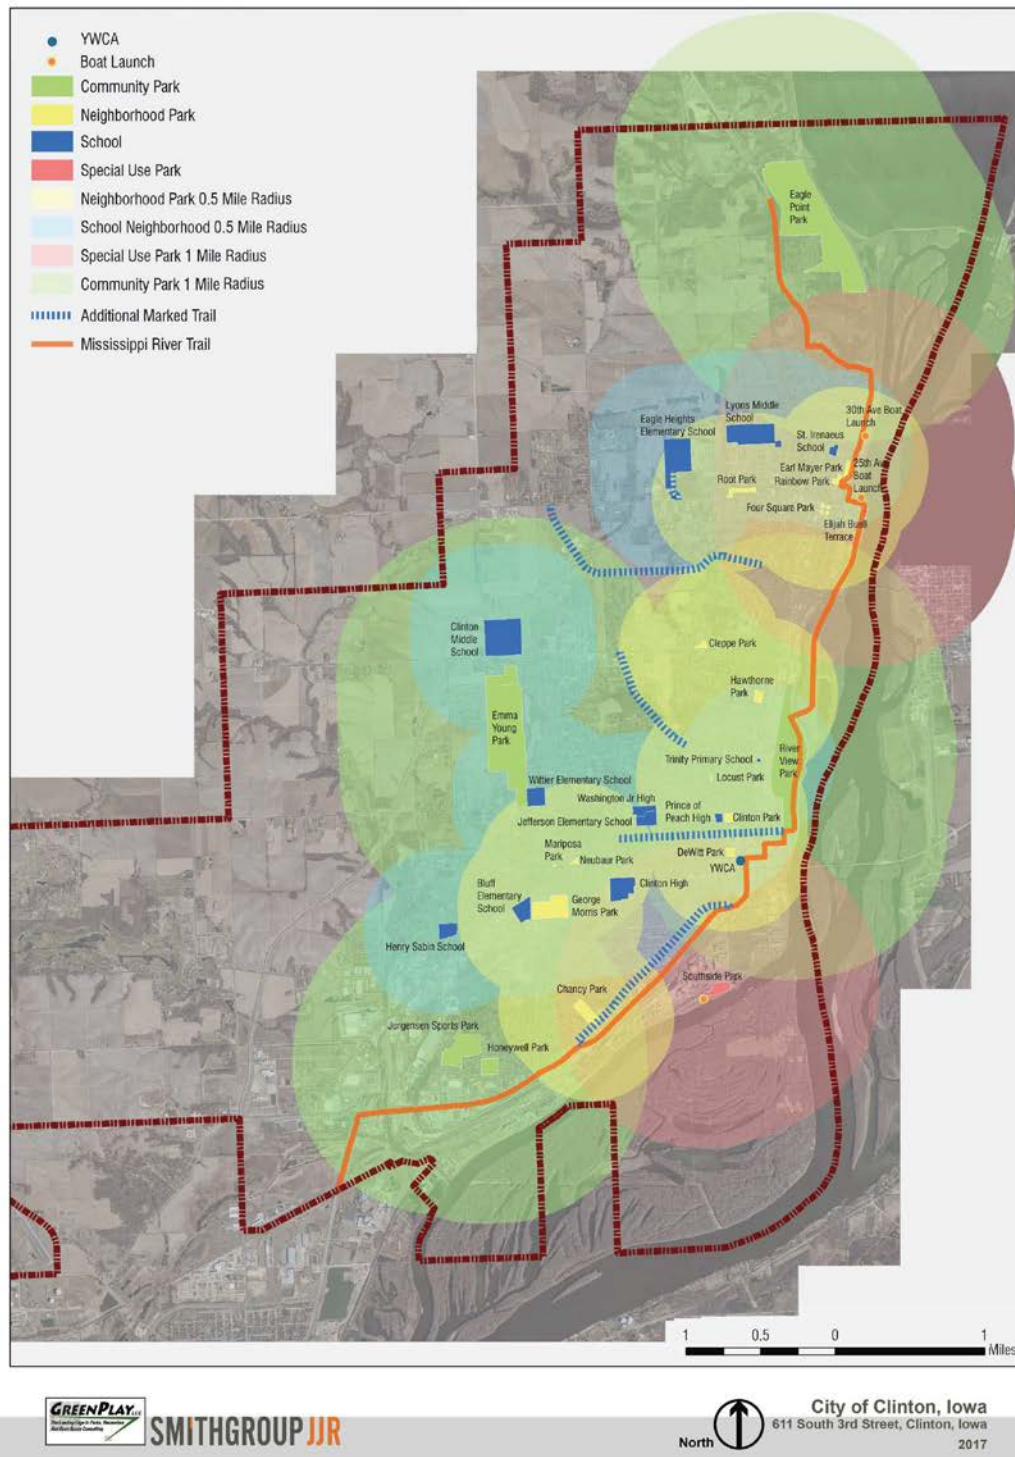 YWCA
Boat Launch
Community Park
Neighborhood Park
School
Special Use Park
Neighborhood Park 0.5 Mile Radius
School Neighborhood 0.5 Mile Radius
Special Use Park 1 Mile Radius
Community Park 1 Mile Radius
Additional Marked Trail
Mississippi River Trail
Eagle
Point
Park
Lyons Middle
School
30th Ave Boat
Launch
Eagle Heights
Elementary School
St. Irenaeus
School
Earl Mayer Park
25th Ave
Boat
Launch
Rainbow Park
Root Park
Four Square Park
Elijah Buell
Terrace
Clinton
Middle
School
Cleppe Park
Hawthorne
Park
Emma
Young
Park
River
View
Park
Trinity Primary School
Locust Park
Wittier Elementary School
Washington Jr High
Jefferson Elementary School
Prince of
Peach High
Clinton Park
Mariposa
Park
Neubaur Park
DeWitt Park
YWCA
Bluff
Elementary
School
George
Morris Park
Clinton High
Henry Sabin School
Southside Park
Chancy Park
Jurgensen Sports Park
Honeywell Park
1 0.5 0 1
Miles
GREENPLAY LLC
SMITHGROUP JJR
North
City of Clinton, Iowa
611 South 3rd Street, Clinton, Iowa
2017